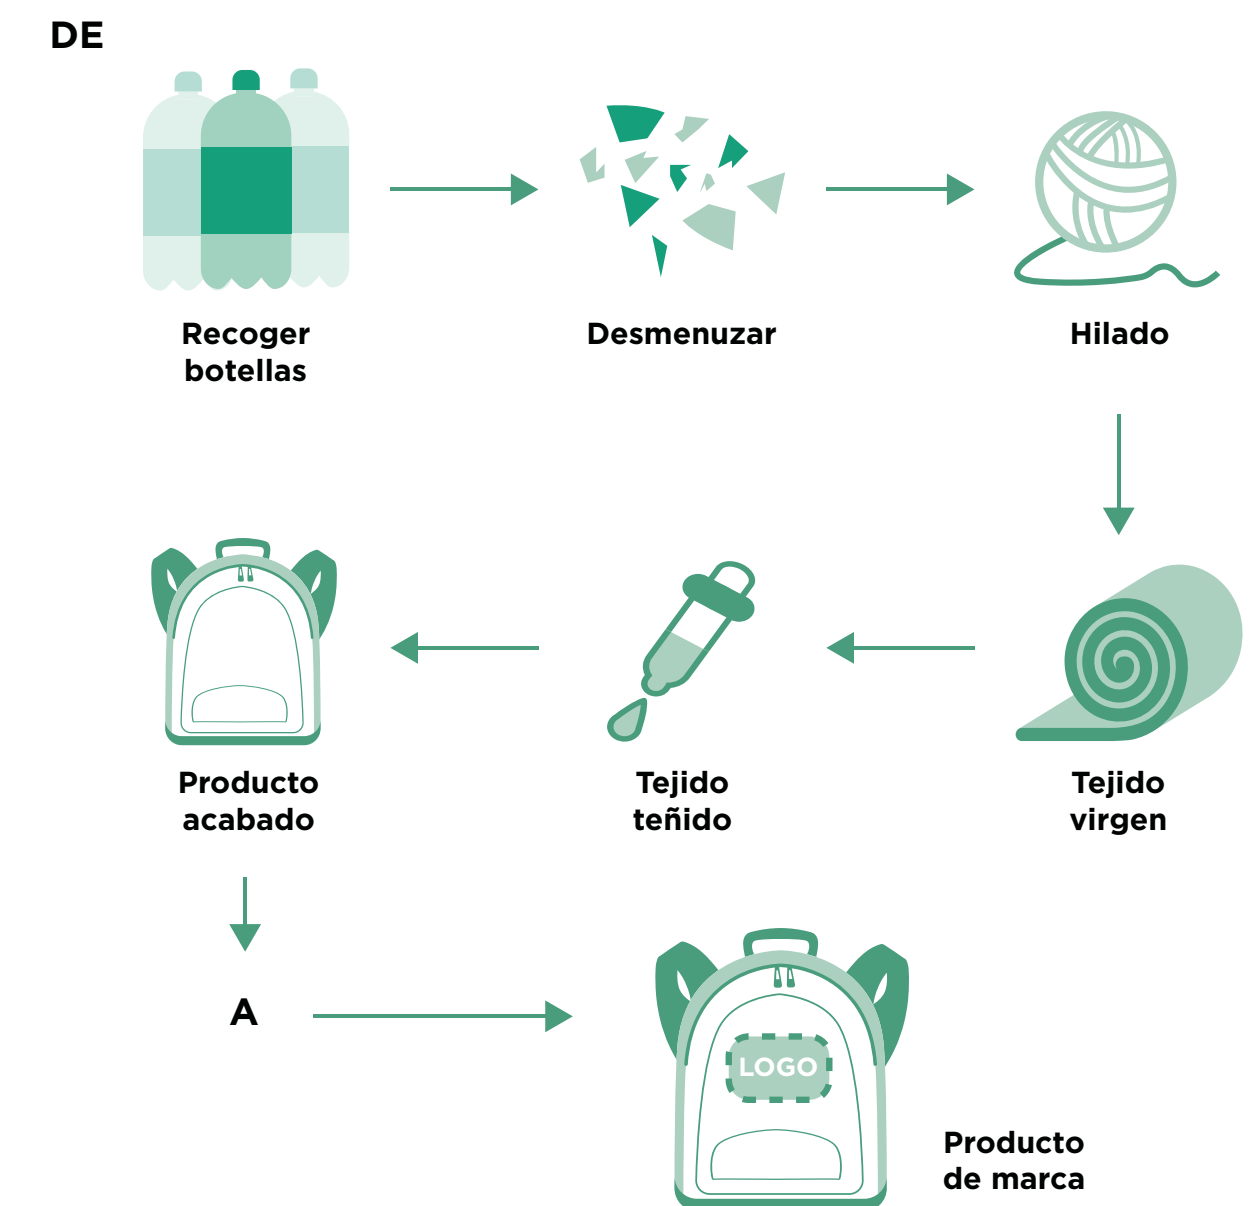 DE
Recoger
botellas
Desmenuzar
Hilado
Producto
acabado
Tejido
teñido
Tejido
virgen
A
LOGO
Producto
de marca